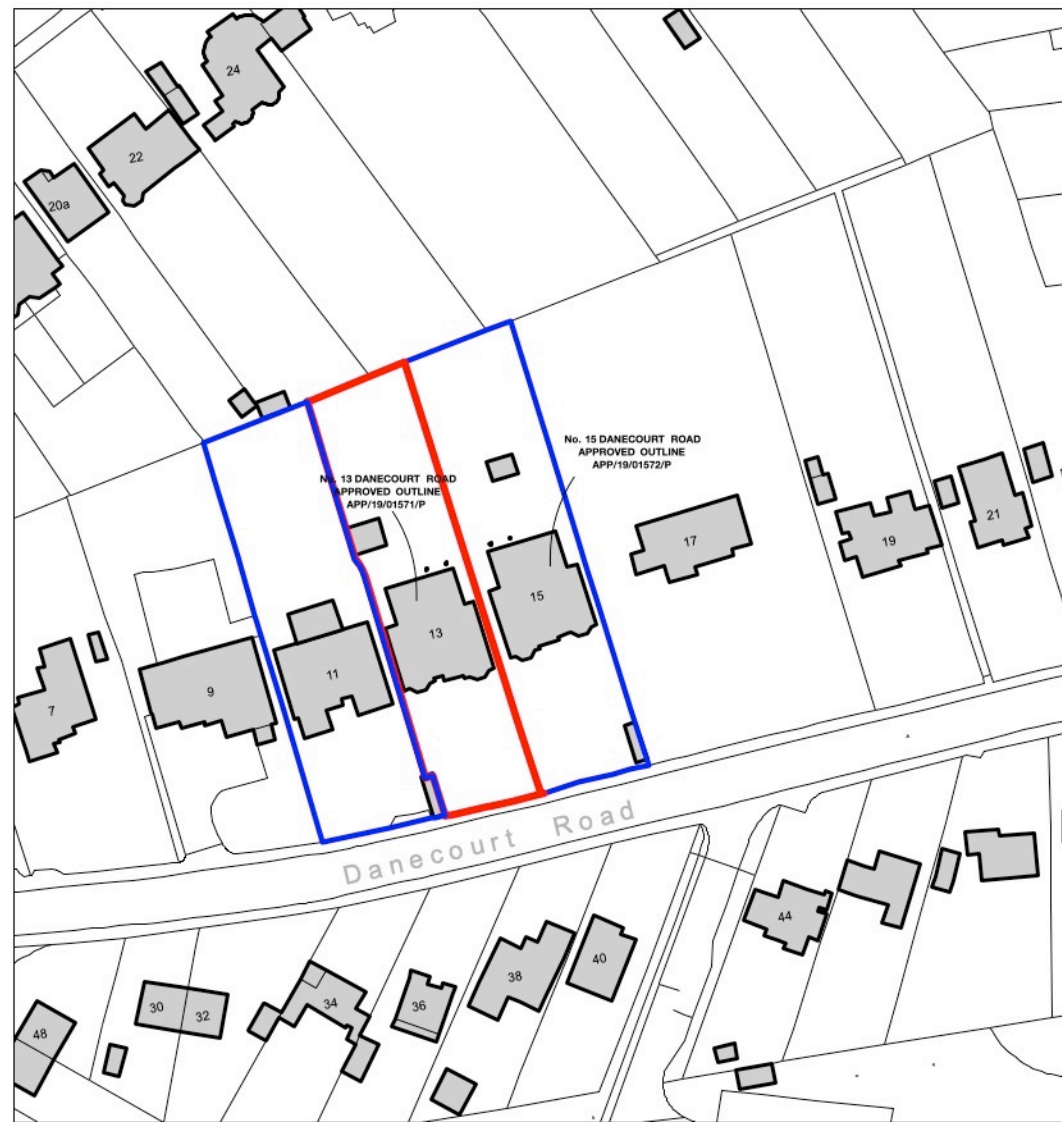 24
22
20a
No. 15 DANECOURT ROAD
APPROVED OUTLINE
APP/19/01572/P
No. 13 DANECOURT ROAD
APPROVED OUTLINE
APP/19/01571/P
21
19
17
15
13
11
9
7
Danecourt Road
44
40
38
36
34
32
30
48